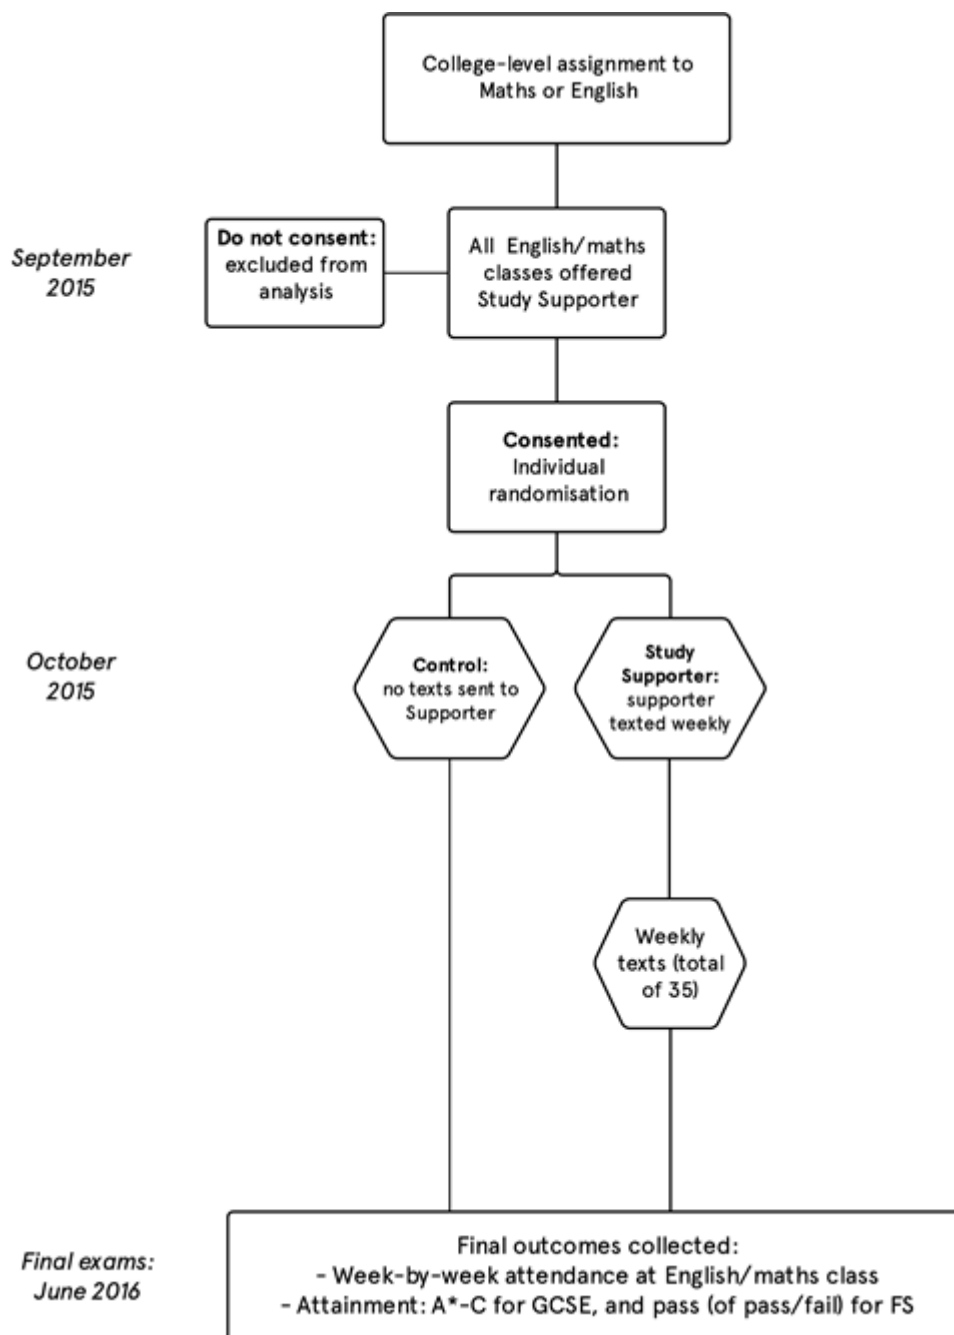 College-level assignment to
Maths or English
September
2015
Do not consent:
excluded from
analysis
All English/maths
classes offered
Study Supporter
Consented:
Individual
randomisation
October
2015
Control:
no texts sent to
Supporter
Study
Supporter:
supporter
texted weekly
Weekly
texts (total
of 35)
Final exams:
June 2016
Final outcomes collected:
- Week-by-week attendance at English/maths class
- Attainment: A*-C for GCSE, and pass (of pass/fail) for FS